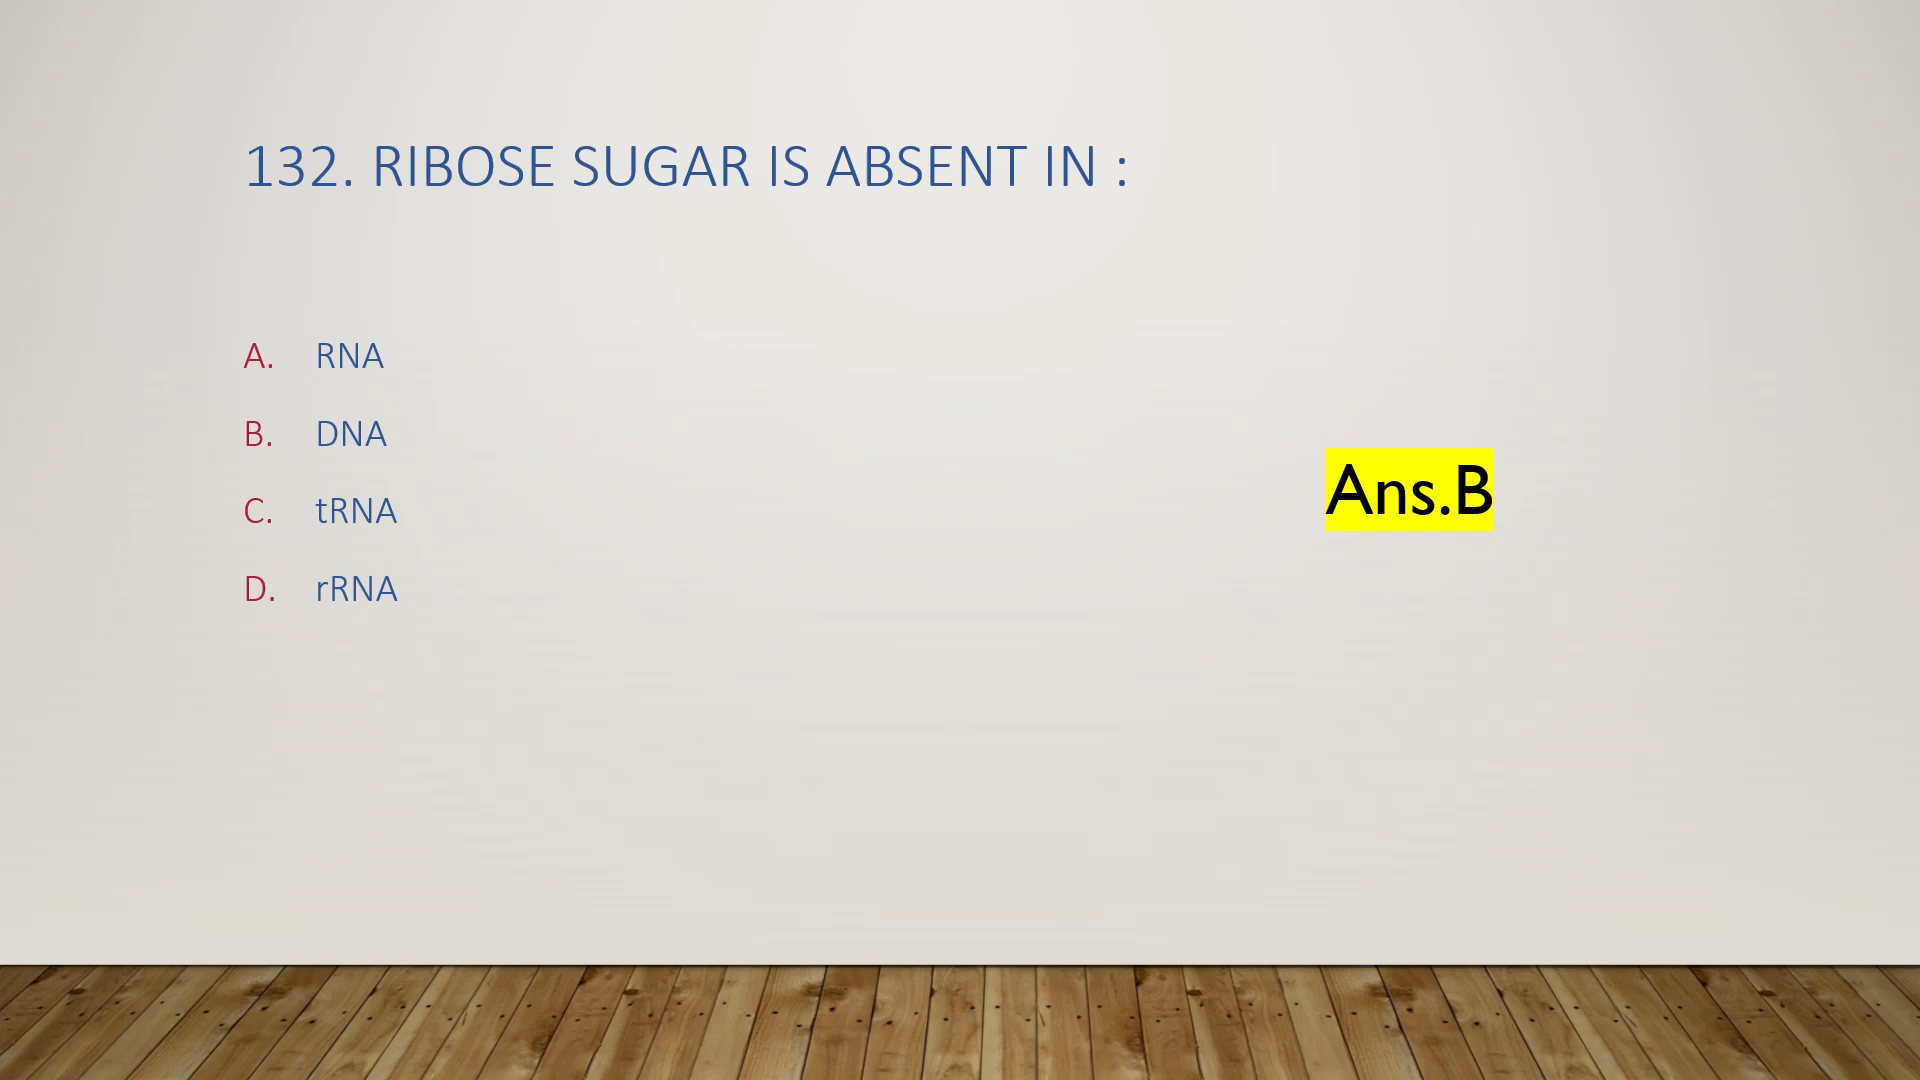 132. RIBOSE SUGAR IS ABSENT IN :
A. RNA
B. DNA
C. tRNA
D. rRNA
Ans.B